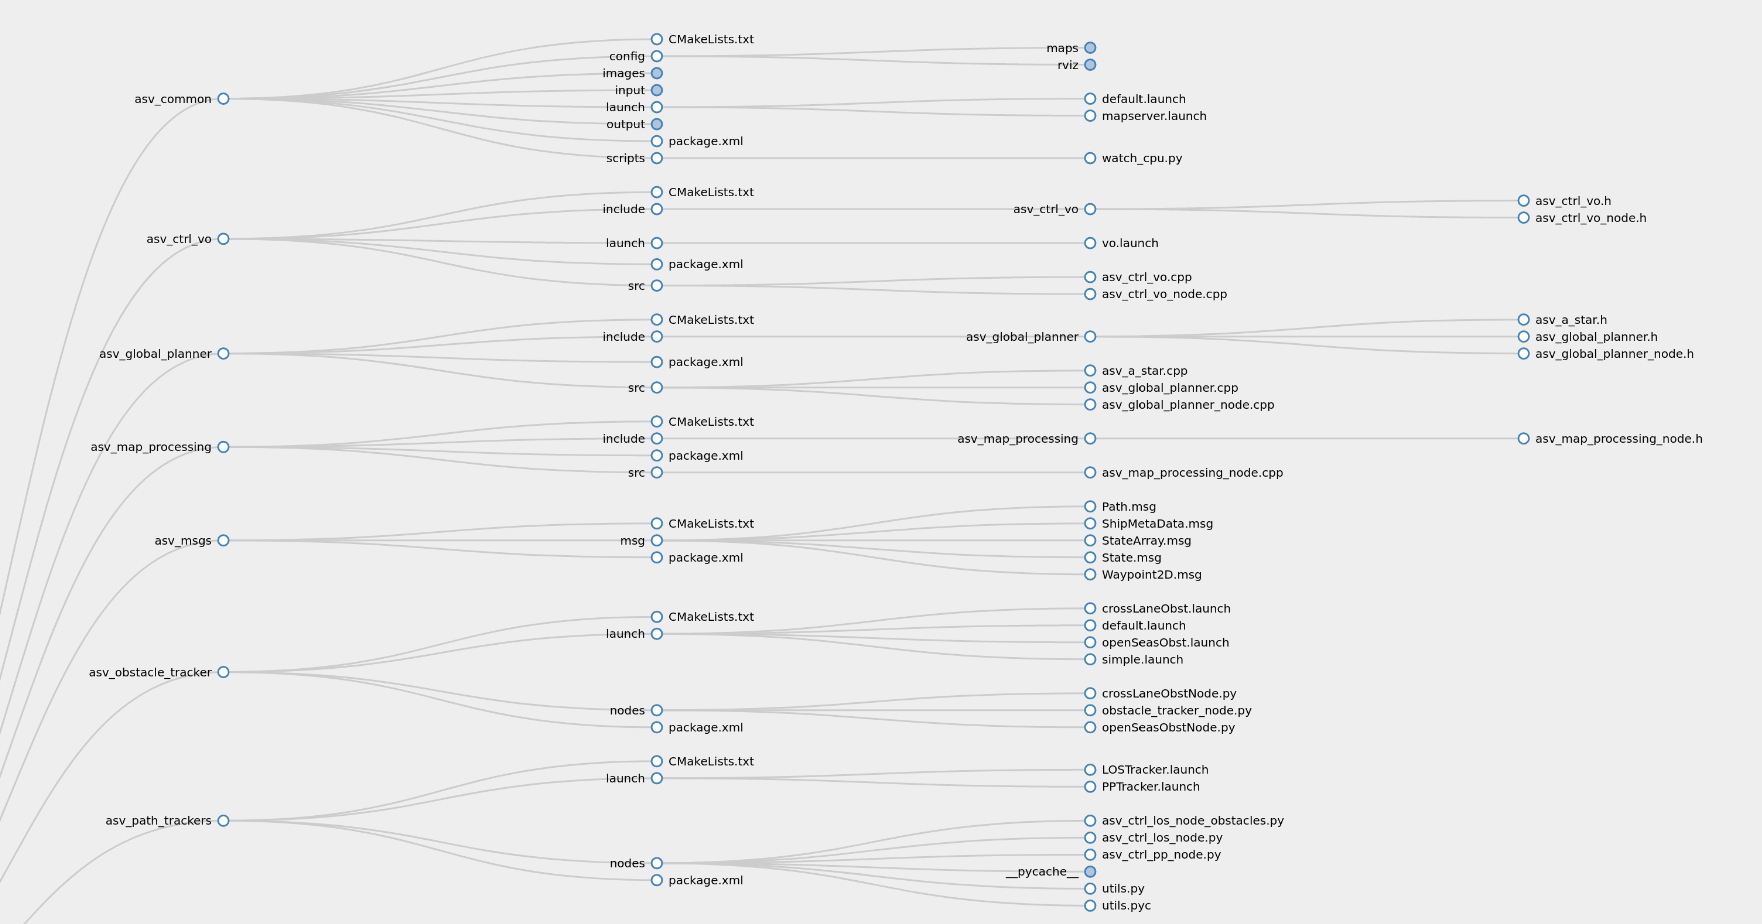 asv_common
CMakeLists.txt
config
maps
rviz
images
input
launch
default.launch
mapserver.launch
output
package.xml
scripts
watch_cpu.py
asv_ctrl_vo
CMakeLists.txt
include
asv_ctrl_vo
asv_ctrl_vo.h
asv_ctrl_vo_node.h
launch
vo.launch
package.xml
src
asv_ctrl_vo.cpp
asv_ctrl_vo_node.cpp
asv_global_planner
CMakeLists.txt
include
asv_global_planner
asv_a_star.h
asv_global_planner.h
asv_global_planner_node.h
package.xml
src
asv_a_star.cpp
asv_global_planner.cpp
asv_global_planner_node.cpp
asv_map_processing
CMakeLists.txt
include
asv_map_processing
asv_map_processing_node.h
package.xml
src
asv_map_processing_node.cpp
asv_msgs
CMakeLists.txt
msg
Path.msg
ShipMetaData.msg
StateArray.msg
State.msg
Waypoint2D.msg
package.xml
asv_obstacle_tracker
CMakeLists.txt
launch
crossLaneObst.launch
default.launch
openSeasObst.launch
simple.launch
nodes
crossLaneObstNode.py
obstacle_tracker_node.py
openSeasObstNode.py
package.xml
asv_path_trackers
CMakeLists.txt
launch
LOSTracker.launch
PPTracker.launch
nodes
asv_ctrl_los_node_obstacles.py
asv_ctrl_los_node.py
asv_ctrl_pp_node.py
__pycache__
utils.py
utils.pyc
package.xml